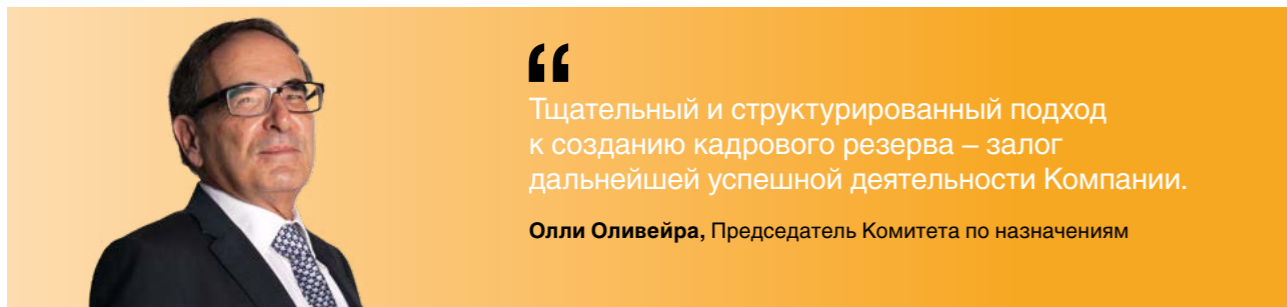 “
Тщательный и структурированный подход
к созданию кадрового резерва – залог
дальнейшей успешной деятельности Компании.
Олли Оливейра, Председатель Комитета по назначениям